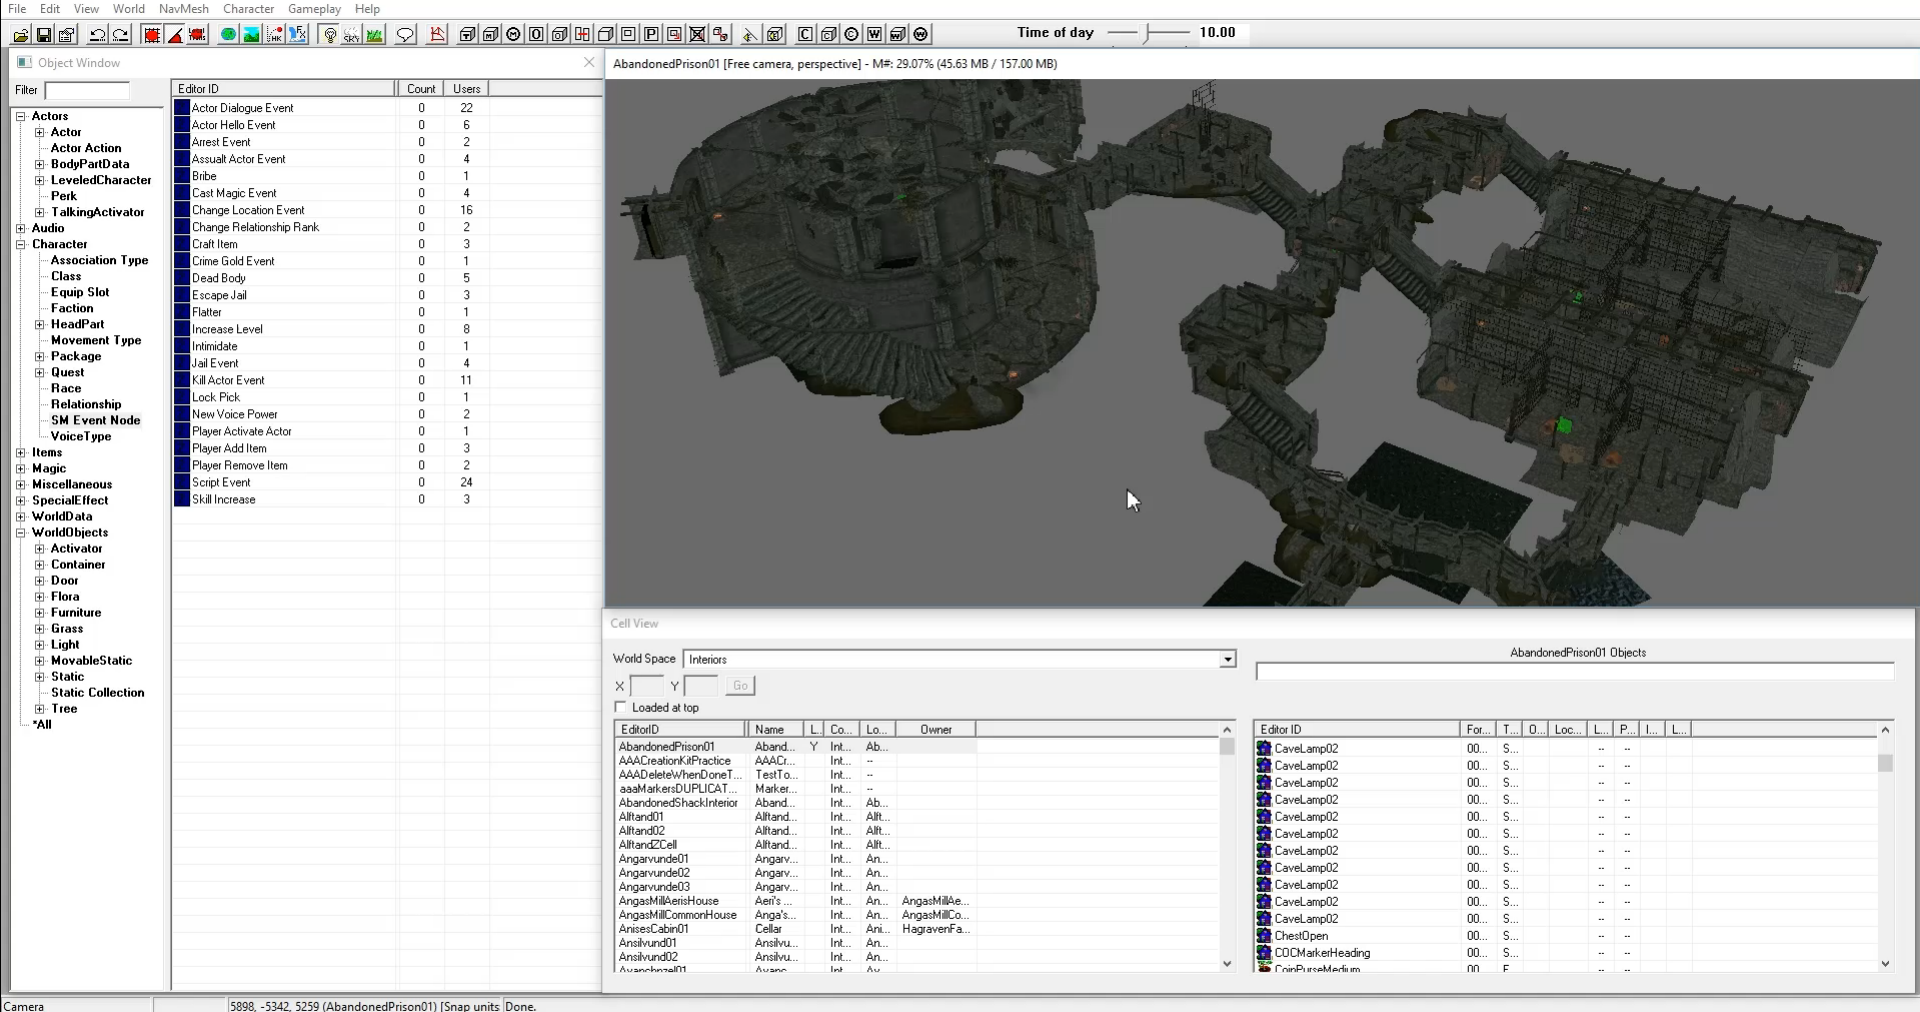 File Edit View World NavMesh Character Gameplay Help
Time of day 10.00
Object Window
AbandonedPrison01 [Free camera, perspective] - M#: 29.07% (45.63 MB / 157.00 MB)
Filter
Editor ID Count Users
Actors
Actor
Actor Action
BodyPartData
LeveledCharacter
Perk
TalkingActivator
Audio
Character
Association Type
Class
Equip Slot
Faction
HeadPart
Movement Type
Package
Quest
Race
Relationship
SM Event Node
VoiceType
Items
Magic
Miscellaneous
SpecialEffect
WorldData
WorldObjects
Activator
Container
Door
Flora
Furniture
Grass
Light
MovableStatic
Static
Static Collection
Tree
*All
Actor Dialogue Event 0 22
Actor Hello Event 0 6
Arrest Event 0 2
Assualt Actor Event 0 4
Bribe 0 1
Cast Magic Event 0 4
Change Location Event 0 16
Change Relationship Rank 0 2
Craft Item 0 3
Crime Gold Event 0 1
Dead Body 0 5
Escape Jail 0 3
Flatter 0 1
Increase Level 0 8
Intimidate 0 1
Jail Event 0 4
Kill Actor Event 0 11
Lock Pick 0 1
New Voice Power 0 2
Player Activate Actor 0 1
Player Add Item 0 3
Player Remove Item 0 2
Script Event 0 24
Skill Increase 0 3
Cell View
World Space Interiors
X Y Go
Loaded at top
EditorID Name L.. Co... Lo... Owner
AbandonedPrison01 Aband... Y Int... Ab...
AAACreationKitPractice AAACr... Int... --
AAADeleteWhenDoneT... TestTo... Int... --
aaaMarkersDUPLICAT... Marker... Int... --
AbandonedShackInterior Aband... Int... Ab...
Alftand01 Alftand... Int... Alft...
Alftand02 Alftand... Int... Alft...
AlftandZCell Alftand... Int... Alft...
Angarvunde01 Angarv... Int... An...
Angarvunde02 Angarv... Int... An...
Angarvunde03 Angarv... Int... An...
AngasMillAerisHouse Aeri's ... Int... An... AngasMillAe...
AngasMillCommonHouse Anga's... Int... An... AngasMillCo...
AnisesCabin01 Cellar Int... Ani... HagravenFa...
Ansilvund01 Ansilvu... Int... An...
Ansilvund02 Ansilvu... Int... An...
AbandonedPrison01 Objects
Editor ID For... T... O... Loc... L... P... I... L...
CaveLamp02 00... S... -- --
CaveLamp02 00... S... -- --
CaveLamp02 00... S... -- --
CaveLamp02 00... S... -- --
CaveLamp02 00... S... -- --
CaveLamp02 00... S... -- --
CaveLamp02 00... S... -- --
CaveLamp02 00... S... -- --
CaveLamp02 00... S... -- --
CaveLamp02 00... S... -- --
CaveLamp02 00... S... -- --
ChestOpen 00... S... -- --
COCMarkerHeading 00... S... -- --
CoinPurseMedium 00... F... -- --
Camera 5898, -5342, 5259 (AbandonedPrison01) [Snap units Done.